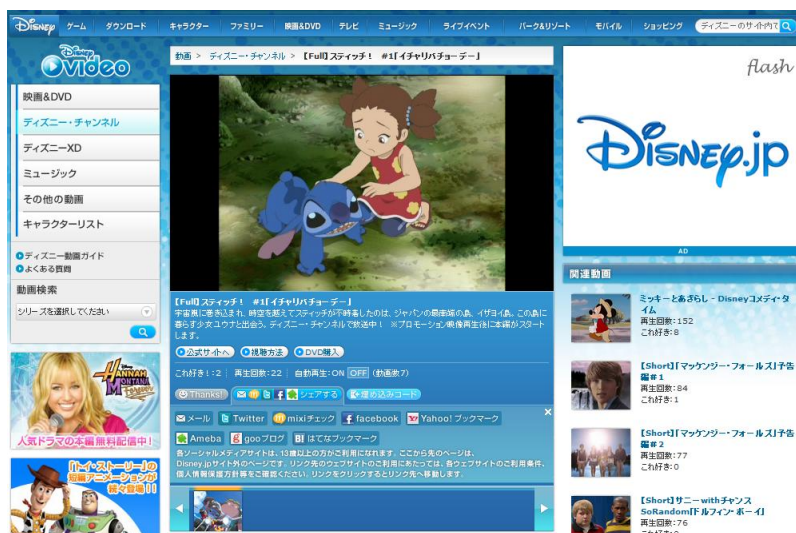 Disney ゲーム ダウンロード キャラクター ファミリー 映画&DVD テレビ ミュージック ライブイベント パーク&リゾート モバイル ショッピング
Disney video
映画&DVD
ディズニー・チャンネル
ディズニーXD
ミュージック
その他の動画
キャラクターリスト
ディズニー動画ガイド
よくある質問
動画検索
シリーズを選択してください
HANNAH MONTANA Forever
人気ドラマの本編無料配信中!
『トイ・ストーリー』の
短編アニメーションが
続々登場!!
動画 > ディズニー・チャンネル > 【Full】スティッチ! #1「イチャリバチョーデー」
【Full】スティッチ! #1「イチャリバチョーデー」
宇宙嵐に巻き込まれ、時空を越えてスティッチが不時着したのは、ジャパンの最南端の島、イザヨイ島。この島に
暮らす少女ユウナと出会う。ディズニー・チャンネルで放送中! ※プロモーション映像再生後に本編がスタート
します。
公式サイトへ 視聴方法 DVD購入
これ好き!:2 再生回数:22 自動再生:ON OFF (動画数7)
Thanks! シェアする 埋め込みコード
メール Twitter mixiチェック facebook Yahoo!ブックマーク
Ameba gooブログ はてなブックマーク
各ソーシャルメディアサイトは、13歳以上の方がご利用になれます。ここから先のページは、
Disney.jpサイト外のページです。リンク先のウェブサイトのご利用にあたっては、各ウェブサイトのご利用条件、
個人情報保護方針等をご確認ください。リンクをクリックするとリンク先へ移動します。
flash
Disney.jp
AD
関連動画
ミッキーとあざらし - Disneyコメディ・タ
イム
再生回数:152
これ好き:8
【Short】「マッケンジー・フォールズ」予告
編#1
再生回数:84
これ好き:1
【Short】「マッケンジー・フォールズ」予告
編#2
再生回数:77
これ好き:0
【Short】サニー withチャンス
SoRandom「ドルフィン・ボーイ」
再生回数:76